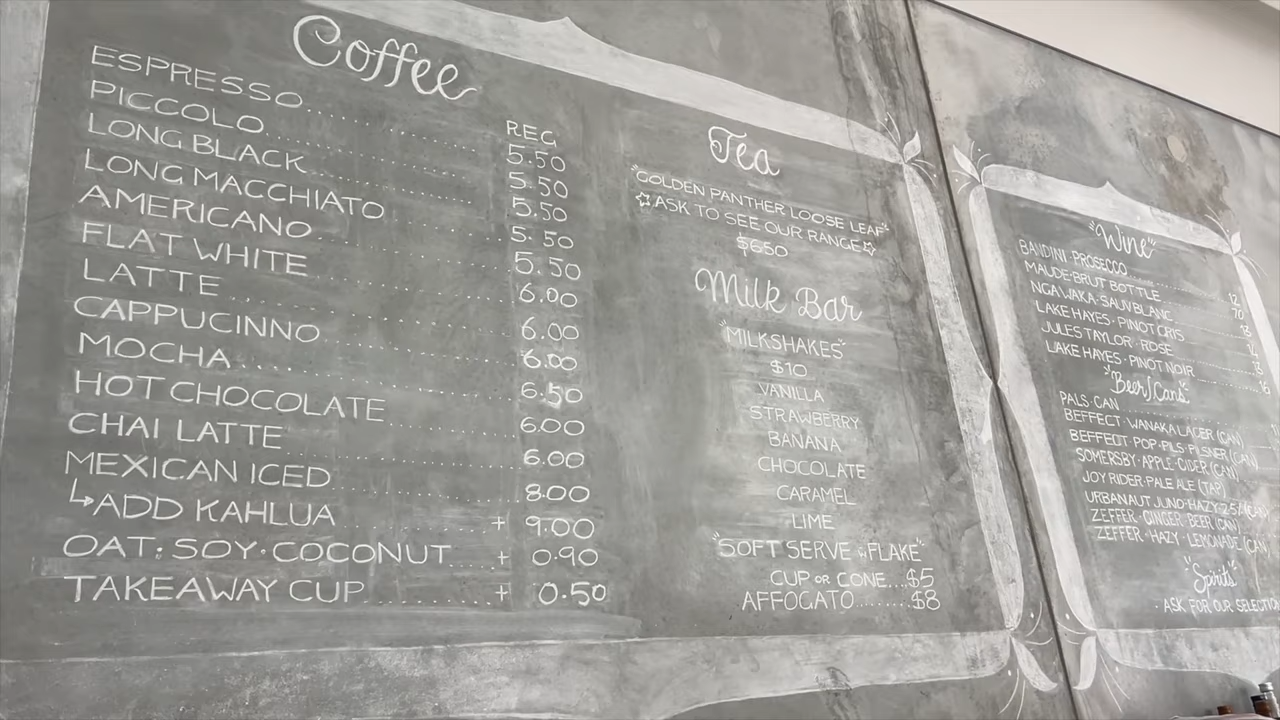 Coffee
REG
ESPRESSO 5.50
PICCOLO 5.50
LONG BLACK 5.50
LONG MACCHIATO 5.50
AMERICANO 5.50
FLAT WHITE 6.00
LATTE 6.00
CAPPUCINNO 6.00
MOCHA 6.50
HOT CHOCOLATE 6.00
CHAI LATTE 6.00
MEXICAN ICED 8.00
↳ADD KAHLUA + 9.00
OAT: SOY·COCONUT + 0.90
TAKEAWAY CUP + 0.50
Tea
"GOLDEN PANTHER LOOSE LEAF"
ASK TO SEE OUR RANGE
$650
Milk Bar
"MILKSHAKES"
$10
VANILLA
STRAWBERRY
BANANA
CHOCOLATE
CARAMEL
LIME
"SOFT SERVE & FLAKE"
CUP OR CONE...$5
AFFOGATO........$8
"Wine"
BANDINI·PROSECCO 12
MAUDE·BRUT BOTTLE 70
NGA WAKA·SAUV BLANC 13
LAKE HAYES·PINOT GRIS
JULES TAYLOR·ROSE 13
LAKE HAYES·PINOT NOIR 16
"Beer/Cans"
PALS·CAN
BEFFECT·WANAKA LAGER (CAN)
BEFFECT·POP·PILS·PILSNER (CAN)
SOMERSBY·APPLE·CIDER (CAN)
JOY RIDER·PALE ALE (TAP)
URBANAUT JUNO·HAZY 2.5% (CAN)
ZEFFER·GINGER BEER (CAN)
ZEFFER·HAZY·LEMONADE (CAN)
"Spirits"
·ASK FOR OUR SELECTION